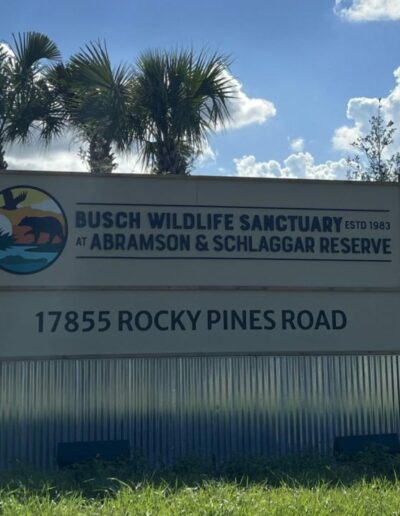 BUSCH WILDLIFE SANCTUARY ESTD 1983
AT ABRAMSON & SCHLAGGAR RESERVE
17855 ROCKY PINES ROAD